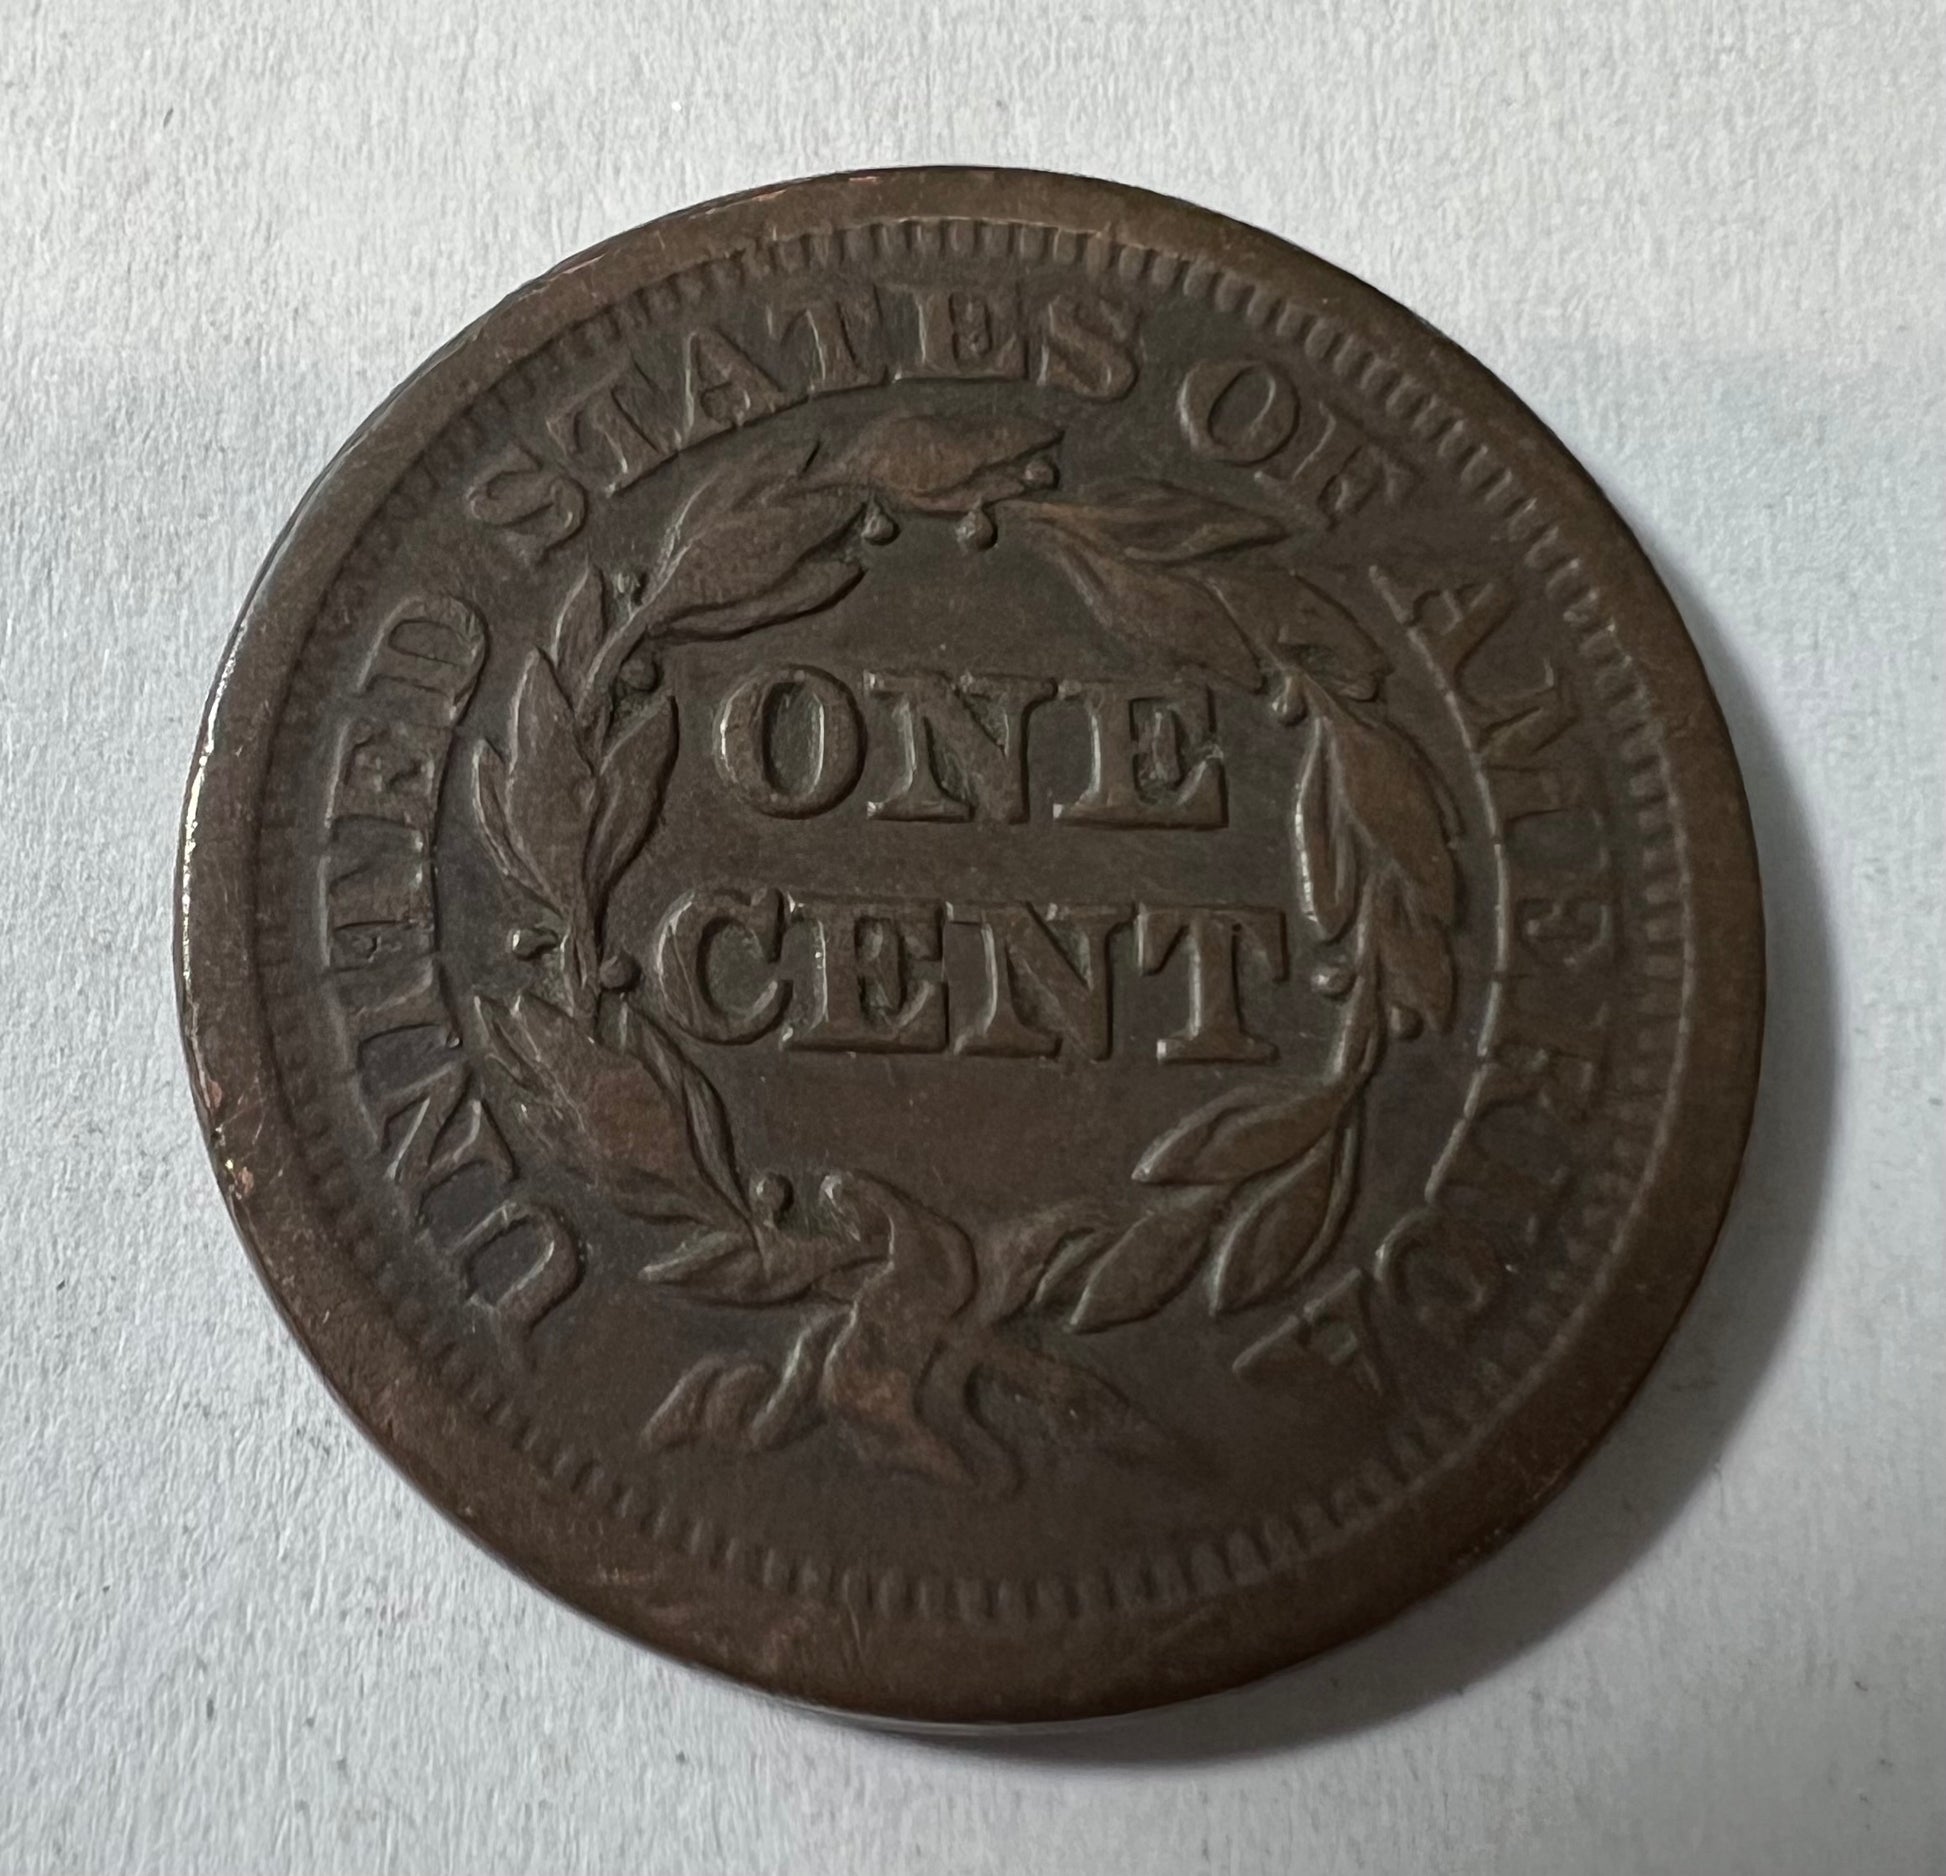 UNITED STATES OF AMERICA
ONE
CENT